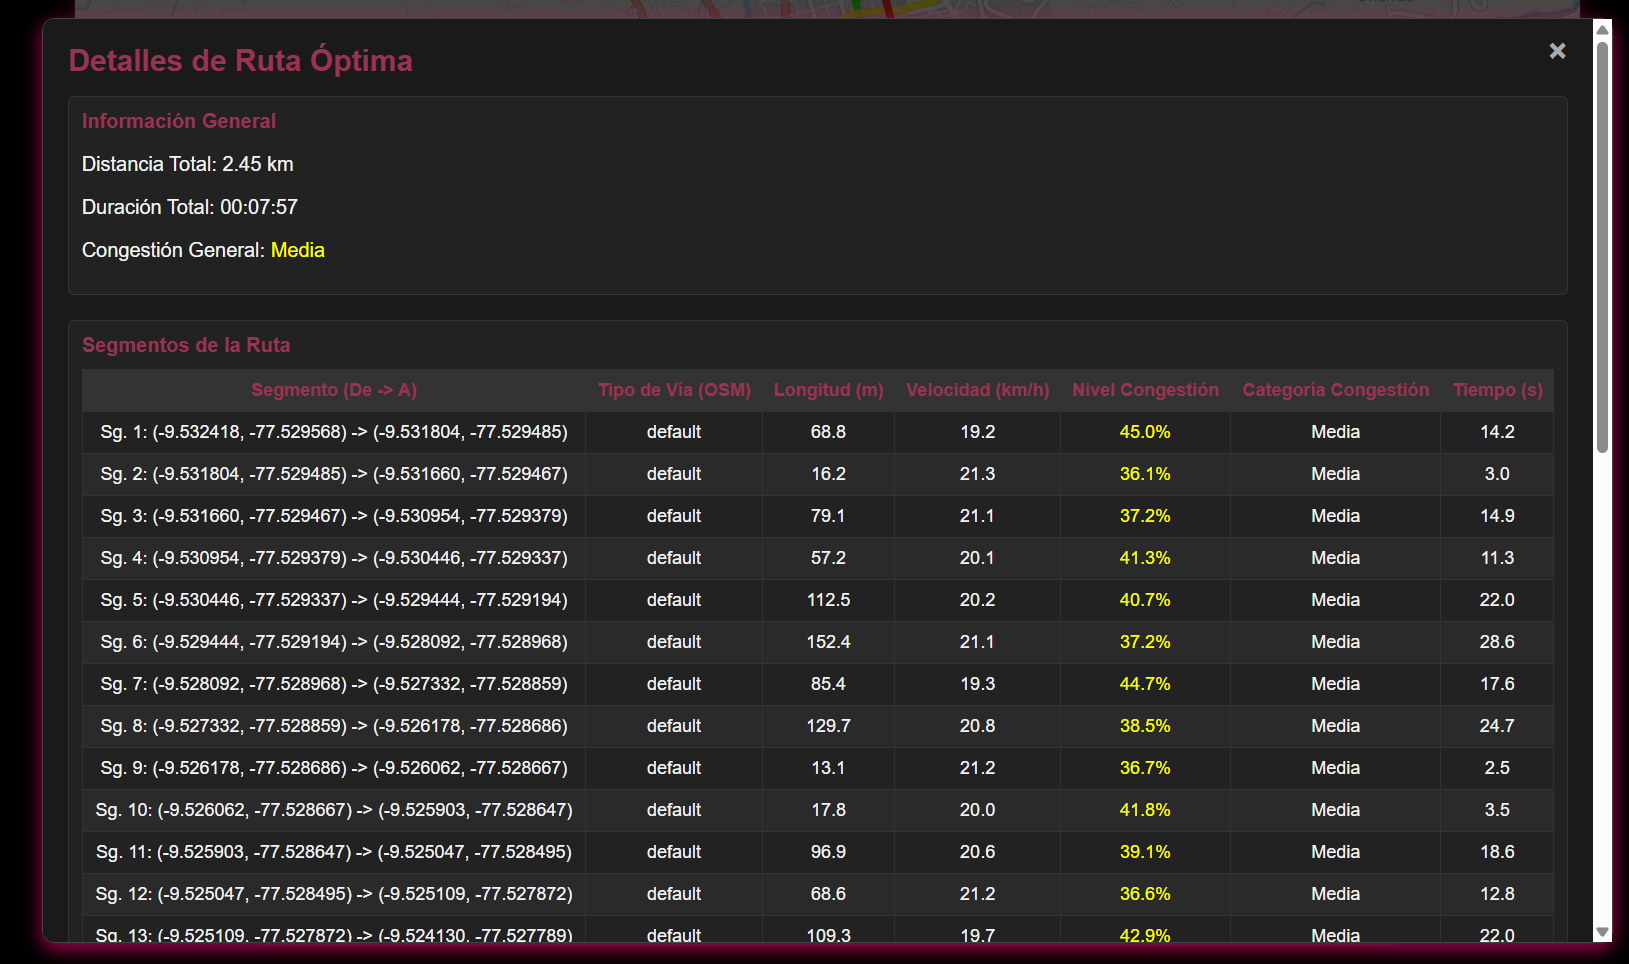 Detalles de Ruta Óptima
×
Información General
Distancia Total: 2.45 km
Duración Total: 00:07:57
Congestión General: Media
Segmentos de la Ruta
Segmento (De -> A) Tipo de Vía (OSM) Longitud (m) Velocidad (km/h) Nivel Congestión Categoría Congestión Tiempo (s)
Sg. 1: (-9.532418, -77.529568) -> (-9.531804, -77.529485) default 68.8 19.2 45.0% Media 14.2
Sg. 2: (-9.531804, -77.529485) -> (-9.531660, -77.529467) default 16.2 21.3 36.1% Media 3.0
Sg. 3: (-9.531660, -77.529467) -> (-9.530954, -77.529379) default 79.1 21.1 37.2% Media 14.9
Sg. 4: (-9.530954, -77.529379) -> (-9.530446, -77.529337) default 57.2 20.1 41.3% Media 11.3
Sg. 5: (-9.530446, -77.529337) -> (-9.529444, -77.529194) default 112.5 20.2 40.7% Media 22.0
Sg. 6: (-9.529444, -77.529194) -> (-9.528092, -77.528968) default 152.4 21.1 37.2% Media 28.6
Sg. 7: (-9.528092, -77.528968) -> (-9.527332, -77.528859) default 85.4 19.3 44.7% Media 17.6
Sg. 8: (-9.527332, -77.528859) -> (-9.526178, -77.528686) default 129.7 20.8 38.5% Media 24.7
Sg. 9: (-9.526178, -77.528686) -> (-9.526062, -77.528667) default 13.1 21.2 36.7% Media 2.5
Sg. 10: (-9.526062, -77.528667) -> (-9.525903, -77.528647) default 17.8 20.0 41.8% Media 3.5
Sg. 11: (-9.525903, -77.528647) -> (-9.525047, -77.528495) default 96.9 20.6 39.1% Media 18.6
Sg. 12: (-9.525047, -77.528495) -> (-9.525109, -77.527872) default 68.6 21.2 36.6% Media 12.8
Sg. 13: (-9.525109, -77.527872) -> (-9.524130, -77.527789) default 109.3 19.7 42.9% Media 22.0